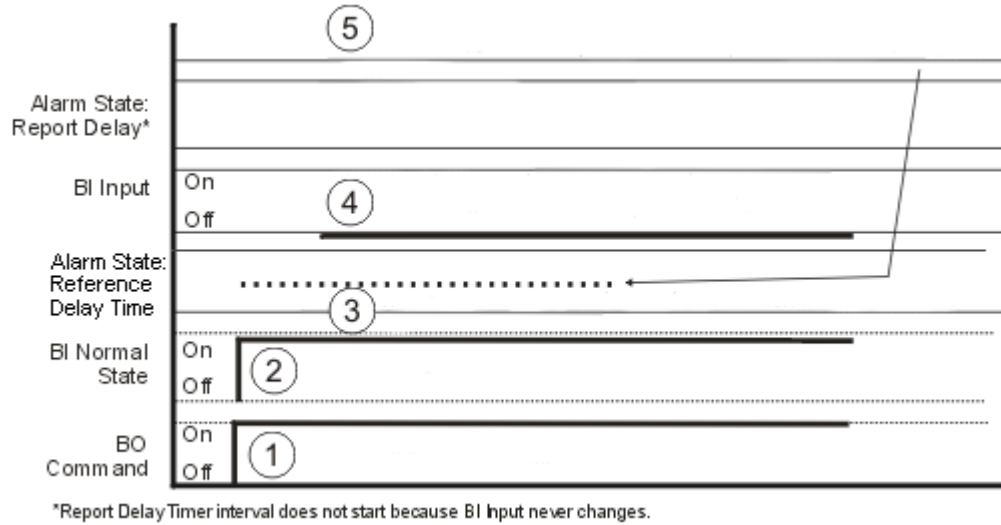 5
Alarm State:
Report Delay*
BI Input
On
Off
4
Alarm State:
Reference
Delay Time
3
BI Normal
State
On
Off
2
BO
Command
On
Off
1
*Report Delay Timer interval does not start because BI Input never changes.